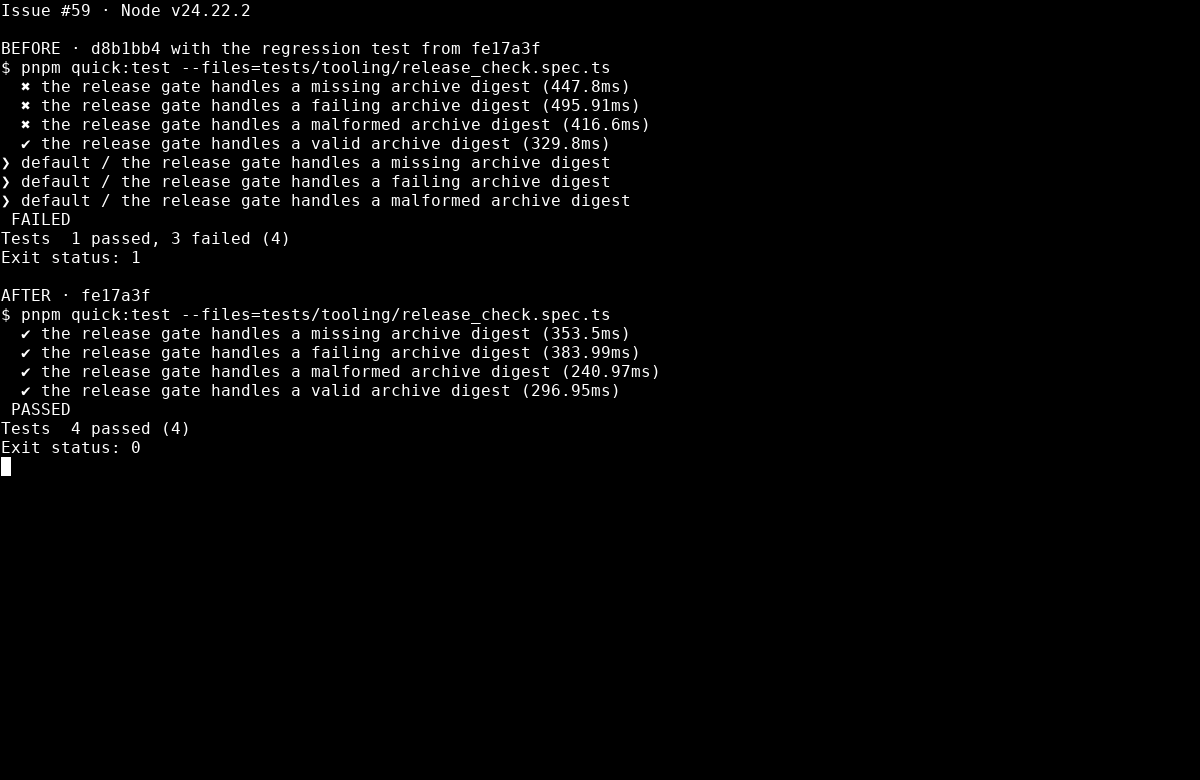 Issue #59 · Node v24.22.2
BEFORE · d8b1bb4 with the regression test from fe17a3f
$ pnpm quick:test --files=tests/tooling/release_check.spec.ts
✖ the release gate handles a missing archive digest (447.8ms)
✖ the release gate handles a failing archive digest (495.91ms)
✖ the release gate handles a malformed archive digest (416.6ms)
✔ the release gate handles a valid archive digest (329.8ms)
❯ default / the release gate handles a missing archive digest
❯ default / the release gate handles a failing archive digest
❯ default / the release gate handles a malformed archive digest
FAILED
Tests  1 passed, 3 failed (4)
Exit status: 1
AFTER · fe17a3f
$ pnpm quick:test --files=tests/tooling/release_check.spec.ts
✔ the release gate handles a missing archive digest (353.5ms)
✔ the release gate handles a failing archive digest (383.99ms)
✔ the release gate handles a malformed archive digest (240.97ms)
✔ the release gate handles a valid archive digest (296.95ms)
PASSED
Tests  4 passed (4)
Exit status: 0